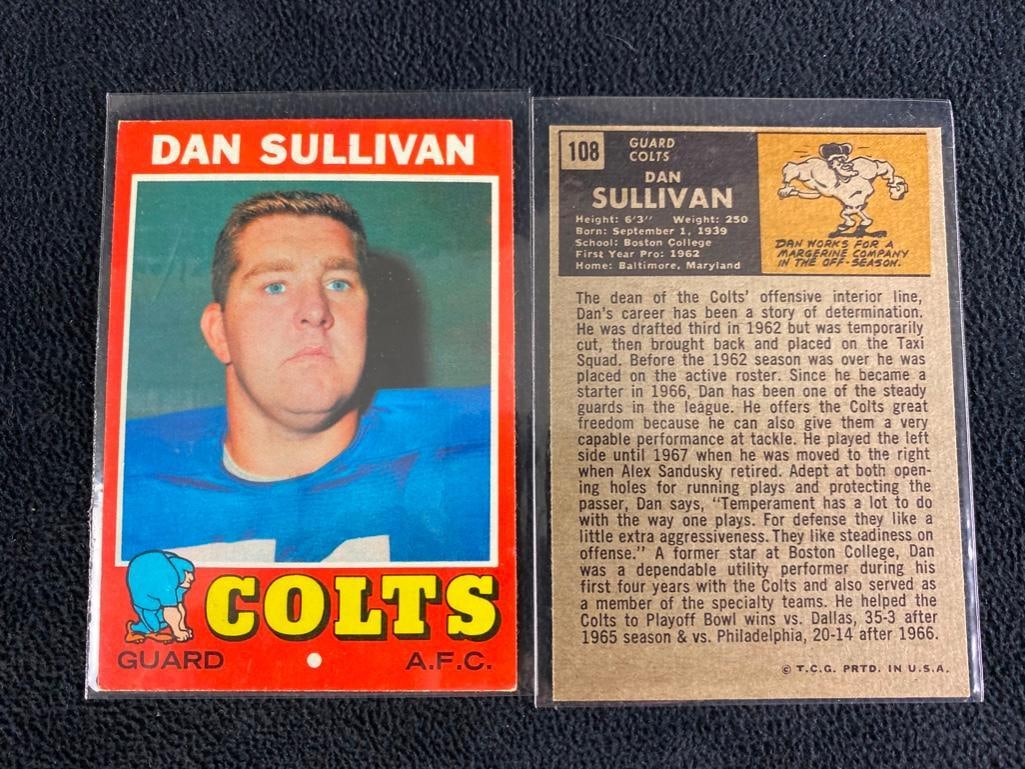 DAN SULLIVAN
COLTS
GUARD
A.F.C.
108
GUARD
COLTS
DAN
SULLIVAN
Height: 6'3" Weight: 250
Born: September 1, 1939
School: Boston College
First Year Pro: 1962
Home: Baltimore, Maryland
DAN WORKS FOR A
MARGERINE COMPANY
IN THE OFF-SEASON.
The dean of the Colts' offensive interior line,
Dan's career has been a story of determination.
He was drafted third in 1962 but was temporarily
cut, then brought back and placed on the Taxi
Squad. Before the 1962 season was over he was
placed on the active roster. Since he became a
starter in 1966, Dan has been one of the steady
guards in the league. He offers the Colts great
freedom because he can also give them a very
capable performance at tackle. He played the left
side until 1967 when he was moved to the right
when Alex Sandusky retired. Adept at both open-
ing holes for running plays and protecting the
passer, Dan says, "Temperament has a lot to do
with the way one plays. For defense they like a
little extra aggressiveness. They like steadiness on
offense." A former star at Boston College, Dan
was a dependable utility performer during his
first four years with the Colts and also served as
a member of the specialty teams. He helped the
Colts to Playoff Bowl wins vs. Dallas, 35-3 after
1965 season & vs. Philadelphia, 20-14 after 1966.
© T.C.G. PRTD. IN U.S.A.